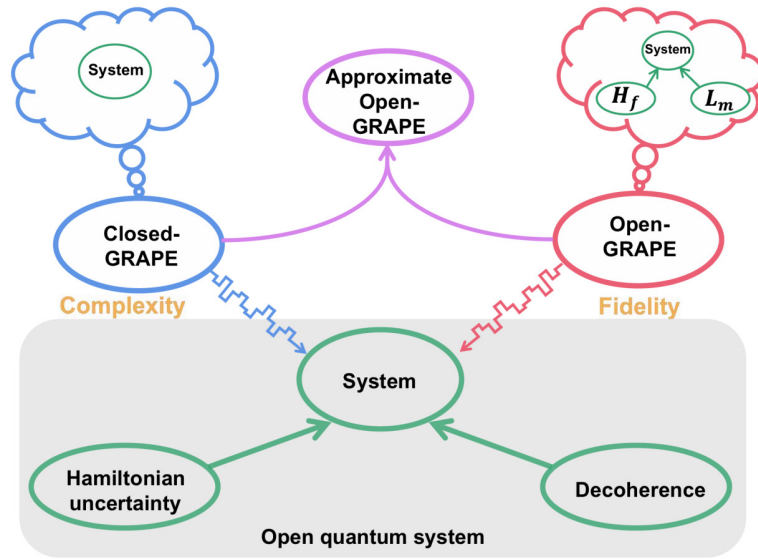 System
Approximate
Open-
GRAPE
System
H_f
L_m
Closed-
GRAPE
Open-
GRAPE
Complexity
Fidelity
System
Hamiltonian
uncertainty
Decoherence
Open quantum system